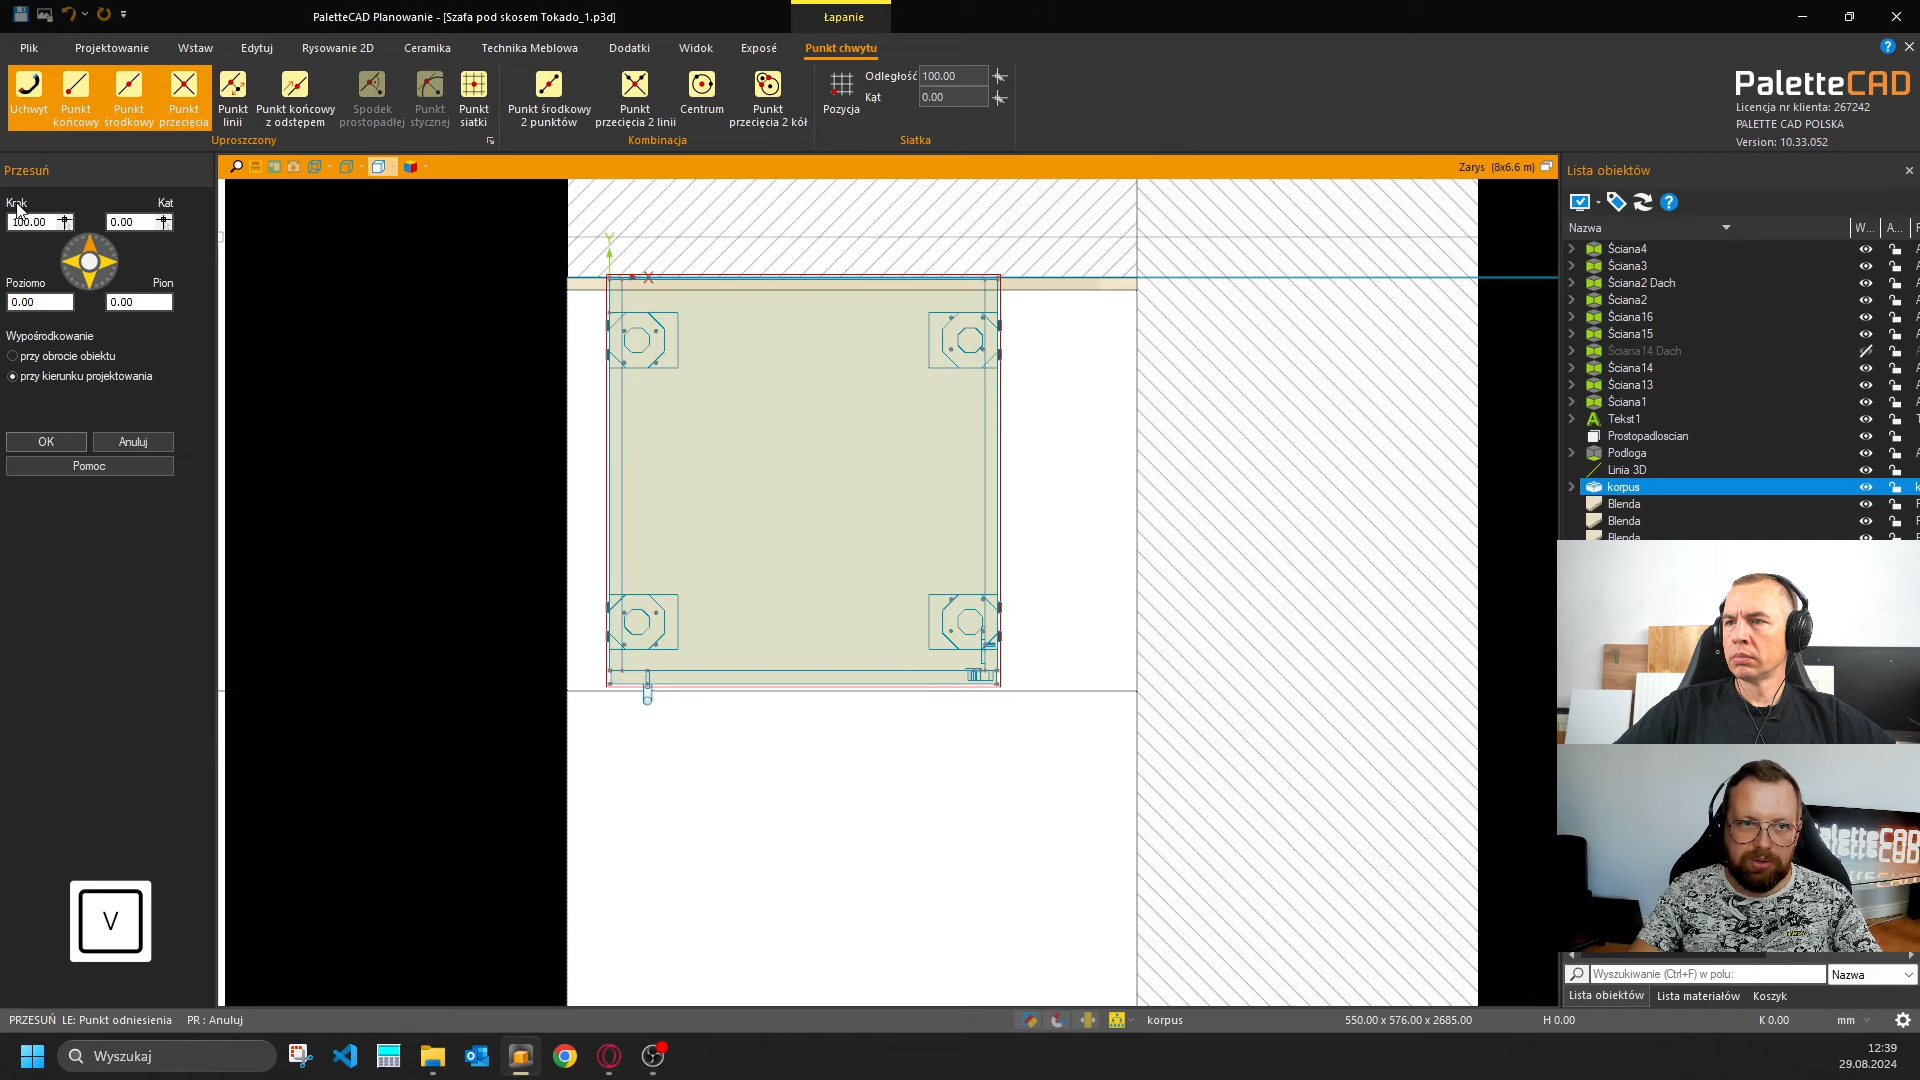 PaletteCAD Planowanie - [Szafa pod skosem Tokado_1.p3d]
Łapanie
Plik
Projektowanie
Wstaw
Edytuj
Rysowanie 2D
Ceramika
Technika Meblowa
Dodatki
Widok
Exposé
Punkt chwytu
Uchwyt
Punkt końcowy
Punkt środkowy
Punkt przecięcia
Punkt linii
Punkt końcowy z odstępem
Spodek prostopadłej
Punkt stycznej
Punkt siatki
Uproszczony
Punkt środkowy 2 punktów
Punkt przecięcia 2 linii
Centrum
Punkt przecięcia 2 kół
Kombinacja
Pozycja
Odległość 100.00
Kąt 0.00
Siatka
PaletteCAD
Licencja nr klienta: 267242
PALETTE CAD POLSKA
Version: 10.33.052
Przesuń
Krok
Kat
100.00
0.00
Poziomo
Pion
0.00
0.00
Wypośrodkowanie
przy obrocie obiektu
przy kierunku projektowania
OK
Anuluj
Pomoc
V
Zarys (8x6.6 m)
Y
X
Lista obiektów
Nazwa
W...
A...
Ściana4
Ściana3
Ściana2 Dach
Ściana2
Ściana16
Ściana15
Ściana14 Dach
Ściana14
Ściana13
Ściana1
Tekst1
Prostopadloscian
Podloga
Linia 3D
korpus
Blenda
Blenda
Blenda
PaletteCAD
Wyszukiwanie (Ctrl+F) w polu:
Nazwa
Lista obiektów
Lista materiałów
Koszyk
PRZESUŃ LE: Punkt odniesienia PR : Anuluj
korpus
550.00 x 576.00 x 2685.00
H 0.00
K 0.00
mm
Wyszukaj
12:39
29.08.2024